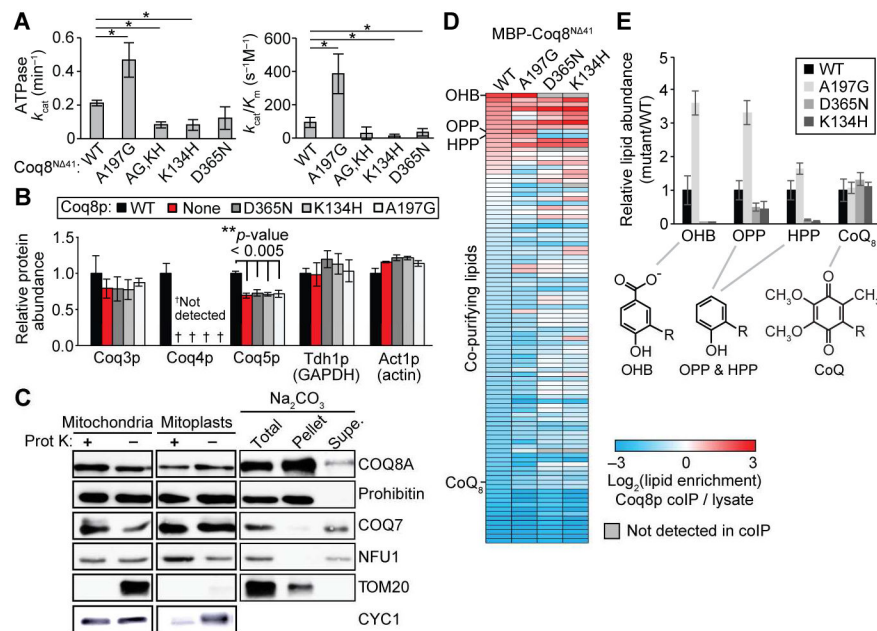 A
ATPase
k_cat (min⁻¹)
0.6
0.4
0.2
0
*
*
*
Coq8^NΔ41:
WT
A197G
AG,KH
K134H
D365N
k_cat/K_m
(s⁻¹M⁻¹)
600
400
200
0
*
*
*
WT
A197G
AG,KH
K134H
D365N
B
Coq8p: WT None D365N K134H A197G
Relative protein
abundance
1.5
1.0
0.5
0.0
†Not
detected
† † † †
**p-value
< 0.005
Coq3p Coq4p Coq5p Tdh1p Act1p
(GAPDH) (actin)
C
Na₂CO₃
Mitochondria Mitoplasts Total Pellet Supe.
Prot K: + − + −
COQ8A
Prohibitin
COQ7
NFU1
TOM20
CYC1
D
MBP-Coq8^NΔ41
WT A197G D365N K134H
OHB
OPP
HPP
Co-purifying lipids
CoQ₈
E
Relative lipid abundance
(mutant/WT)
4
3
2
1
0
WT
A197G
D365N
K134H
OHB OPP HPP CoQ₈
O O⁻
R
OH
OHB
R
OH
OPP & HPP
O
CH₃O CH₃
CH₃O R
O
CoQ
−3 0 3
Log₂(lipid enrichment)
Coq8p coIP / lysate
Not detected in coIP